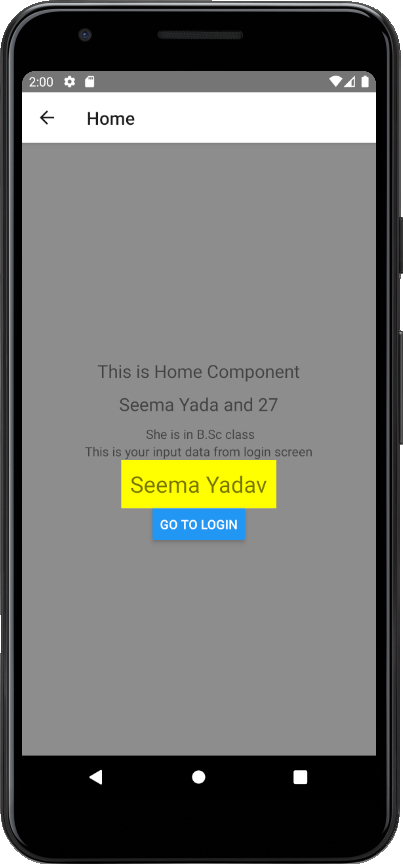 2:00
Home
This is Home Component
Seema Yada and 27
She is in B.Sc class
This is your input data from login screen
Seema Yadav
GO TO LOGIN